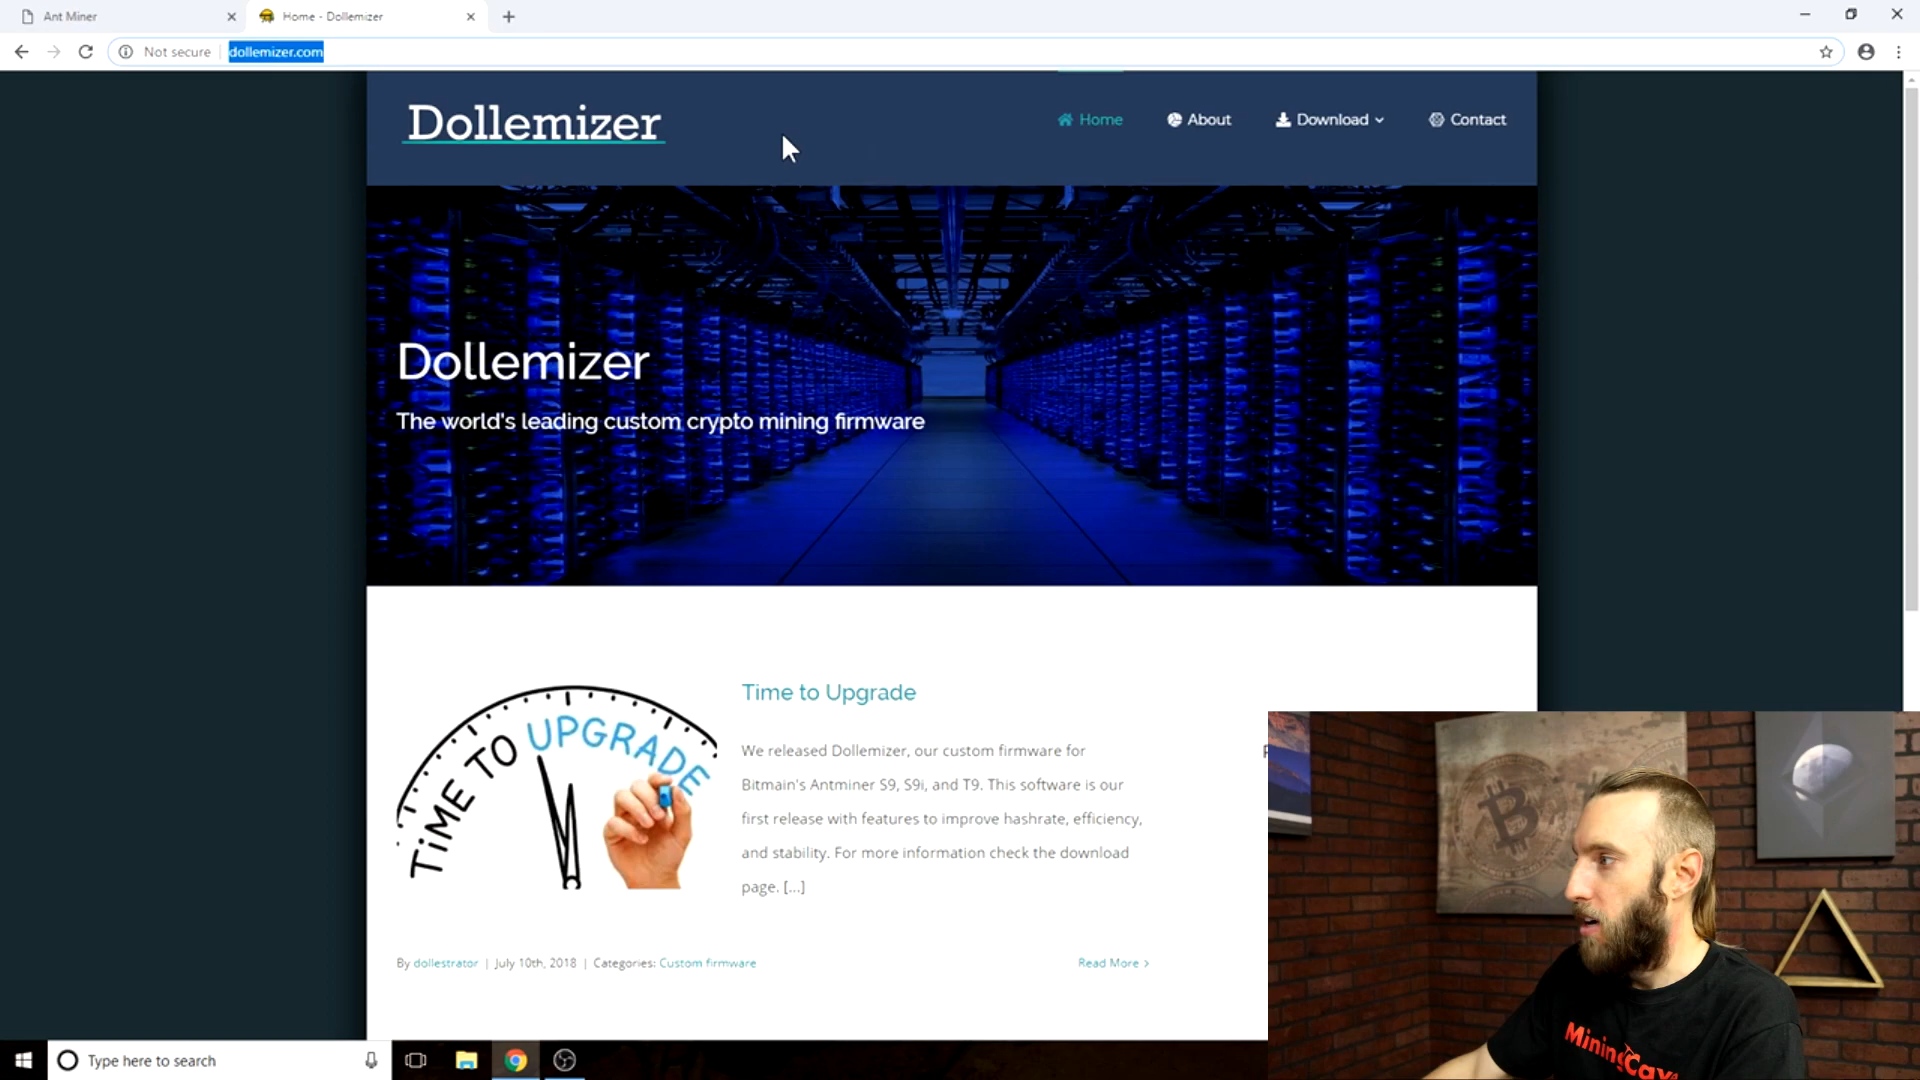 Ant Miner
Home - Dollemizer
Not secure
dollemizer.com
Dollemizer
Home
About
Download
Contact
Dollemizer
The world's leading custom crypto mining firmware
TIME TO UPGRADE
Time to Upgrade
We released Dollemizer, our custom firmware for
Bitmain's Antminer S9, S9i, and T9. This software is our
first release with features to improve hashrate, efficiency,
and stability. For more information check the download
page. [...]
By dollestrator | July 10th, 2018 | Categories: Custom firmware
Read More >
MiningCave
Type here to search